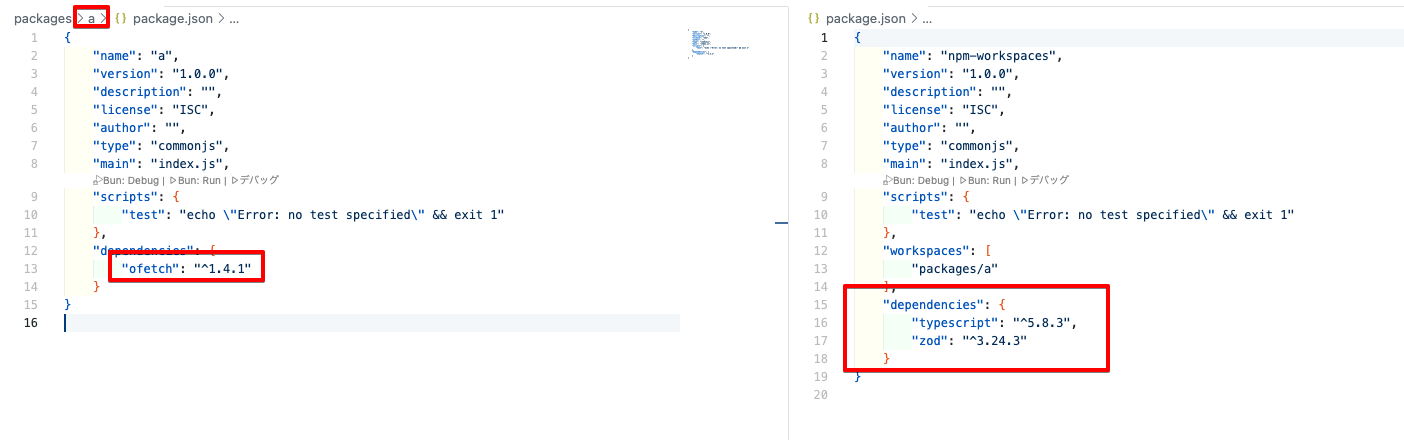 packages > a > {} package.json > ...
1 {
2 "name": "a",
3 "version": "1.0.0",
4 "description": "",
5 "license": "ISC",
6 "author": "",
7 "type": "commonjs",
8 "main": "index.js",
Bun: Debug | ▷Bun: Run | ▷デバッグ
9 "scripts": {
10 "test": "echo \"Error: no test specified\" && exit 1"
11 },
12 "dependencies": {
13 "ofetch": "^1.4.1"
14 }
15 }
16
{} package.json > ...
1 {
2 "name": "npm-workspaces",
3 "version": "1.0.0",
4 "description": "",
5 "license": "ISC",
6 "author": "",
7 "type": "commonjs",
8 "main": "index.js",
Bun: Debug | ▷Bun: Run | ▷デバッグ
9 "scripts": {
10 "test": "echo \"Error: no test specified\" && exit 1"
11 },
12 "workspaces": [
13 "packages/a"
14 ],
15 "dependencies": {
16 "typescript": "^5.8.3",
17 "zod": "^3.24.3"
18 }
19 }
20